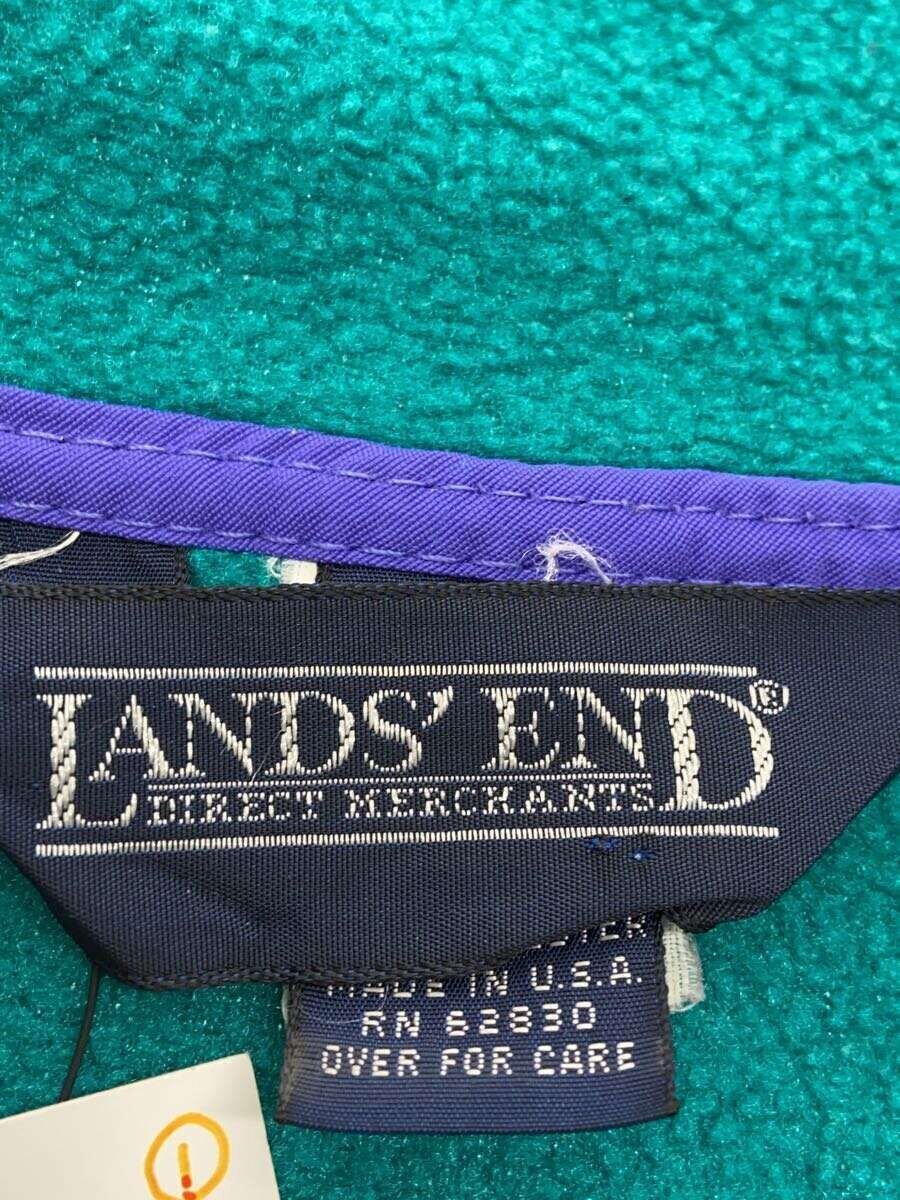 LANDS' END®
DIRECT MERCHANTS
MADE IN U.S.A.
RN 62830
OVER FOR CARE
!